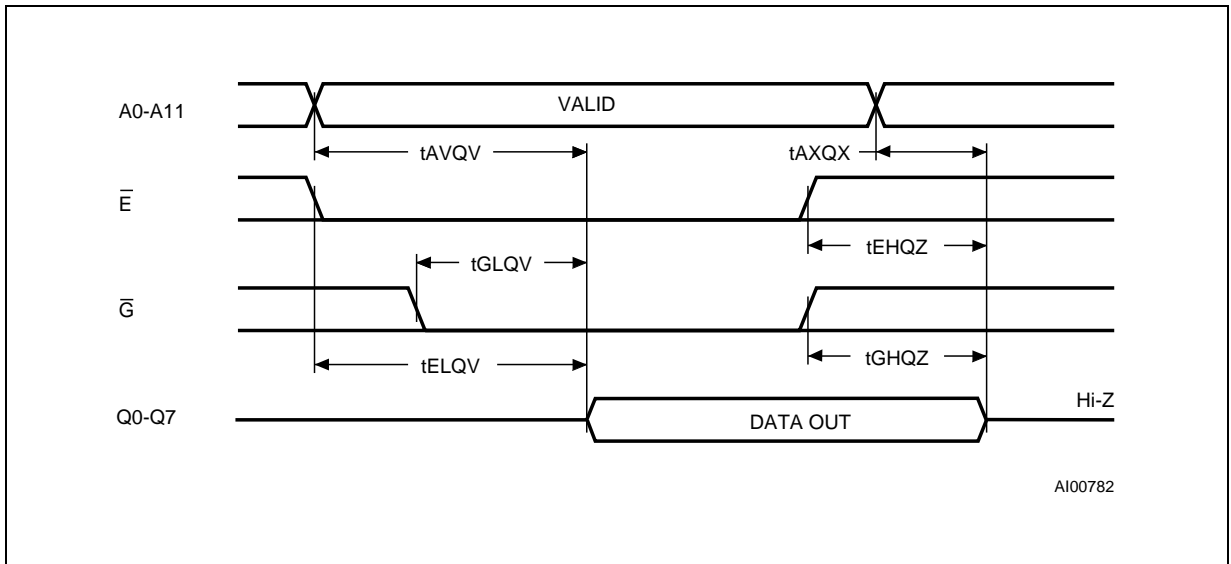 A0-A11
VALID
tAVQV
tAXQX
E̅
tEHQZ
tGLQV
G̅
tGHQZ
tELQV
Hi-Z
Q0-Q7
DATA OUT
AI00782